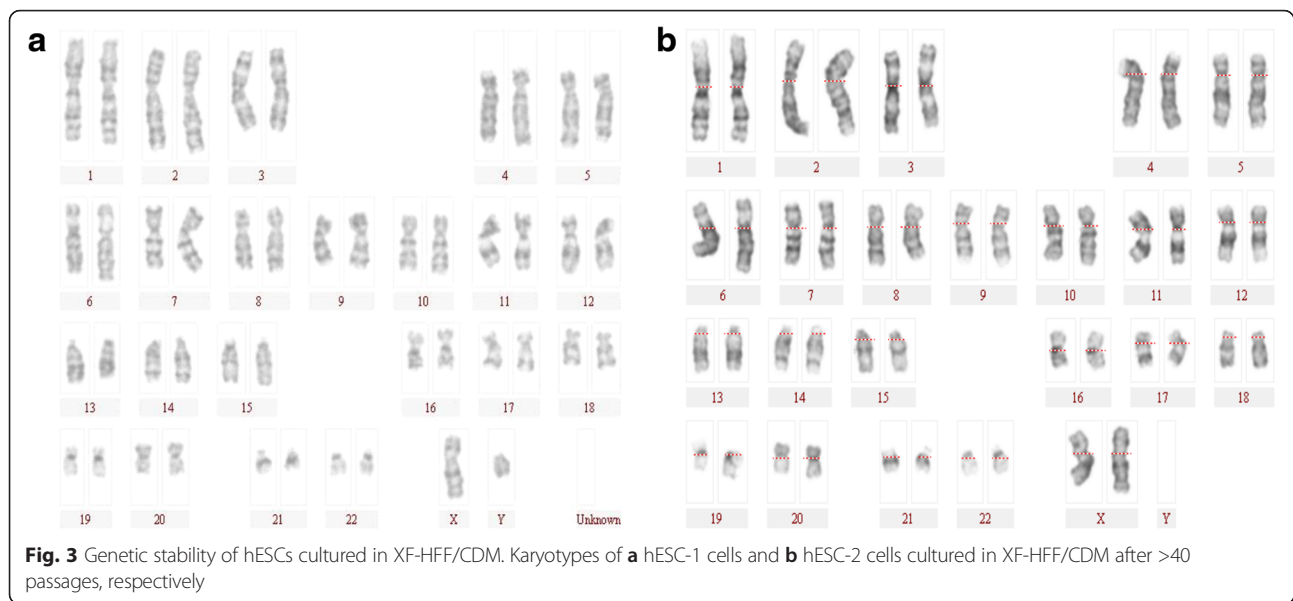 a
1 2 3 4 5
6 7 8 9 10 11 12
13 14 15 16 17 18
19 20 21 22 X Y Unknown
b
1 2 3 4 5
6 7 8 9 10 11 12
13 14 15 16 17 18
19 20 21 22 X Y
Fig. 3 Genetic stability of hESCs cultured in XF-HFF/CDM. Karyotypes of a hESC-1 cells and b hESC-2 cells cultured in XF-HFF/CDM after >40
passages, respectively